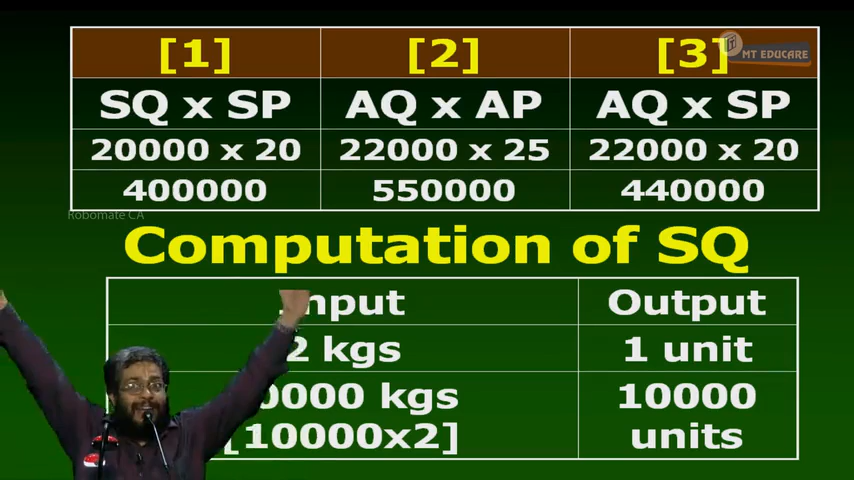 [1] [2] [3]
MT EDUCARE
SQ x SP AQ x AP AQ x SP
20000 x 20 22000 x 25 22000 x 20
400000 550000 440000
Robomate CA
Computation of SQ
Output
2 kgs 1 unit
kgs 10000
[10000x2] units